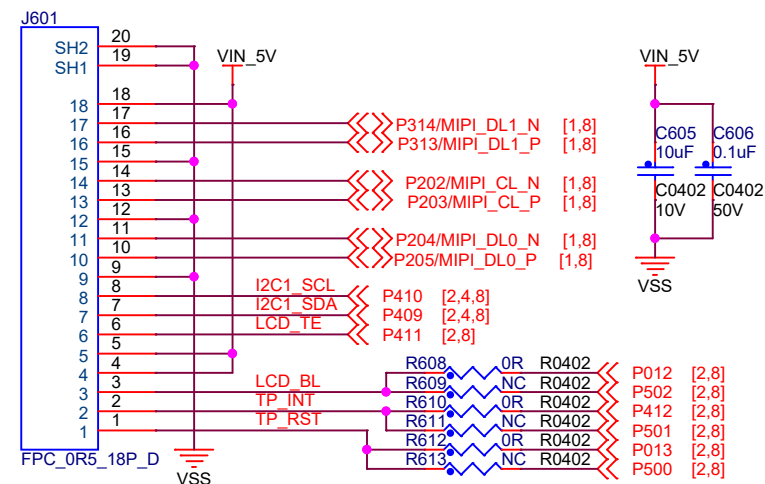 J601
SH2 20
SH1 19
VIN_5V
18 18
17 17 P314/MIPI_DL1_N [1,8]
16 16 P313/MIPI_DL1_P [1,8]
15 15
14 14 P202/MIPI_CL_N [1,8]
13 13 P203/MIPI_CL_P [1,8]
12 12
11 11 P204/MIPI_DL0_N [1,8]
10 10 P205/MIPI_DL0_P [1,8]
9 9
8 8 I2C1_SCL P410 [2,4,8]
7 7 I2C1_SDA P409 [2,4,8]
6 6 LCD_TE P411 [2,8]
5 5
4 4
3 3 LCD_BL
2 2 TP_INT
1 1 TP_RST
R608 0R R0402 P012 [2,8]
R609 NC R0402 P502 [2,8]
R610 0R R0402 P412 [2,8]
R611 NC R0402 P501 [2,8]
R612 0R R0402 P013 [2,8]
R613 NC R0402 P500 [2,8]
FPC_0R5_18P_D
VSS
VIN_5V
C605 C606
10uF 0.1uF
C0402 C0402
10V 50V
VSS